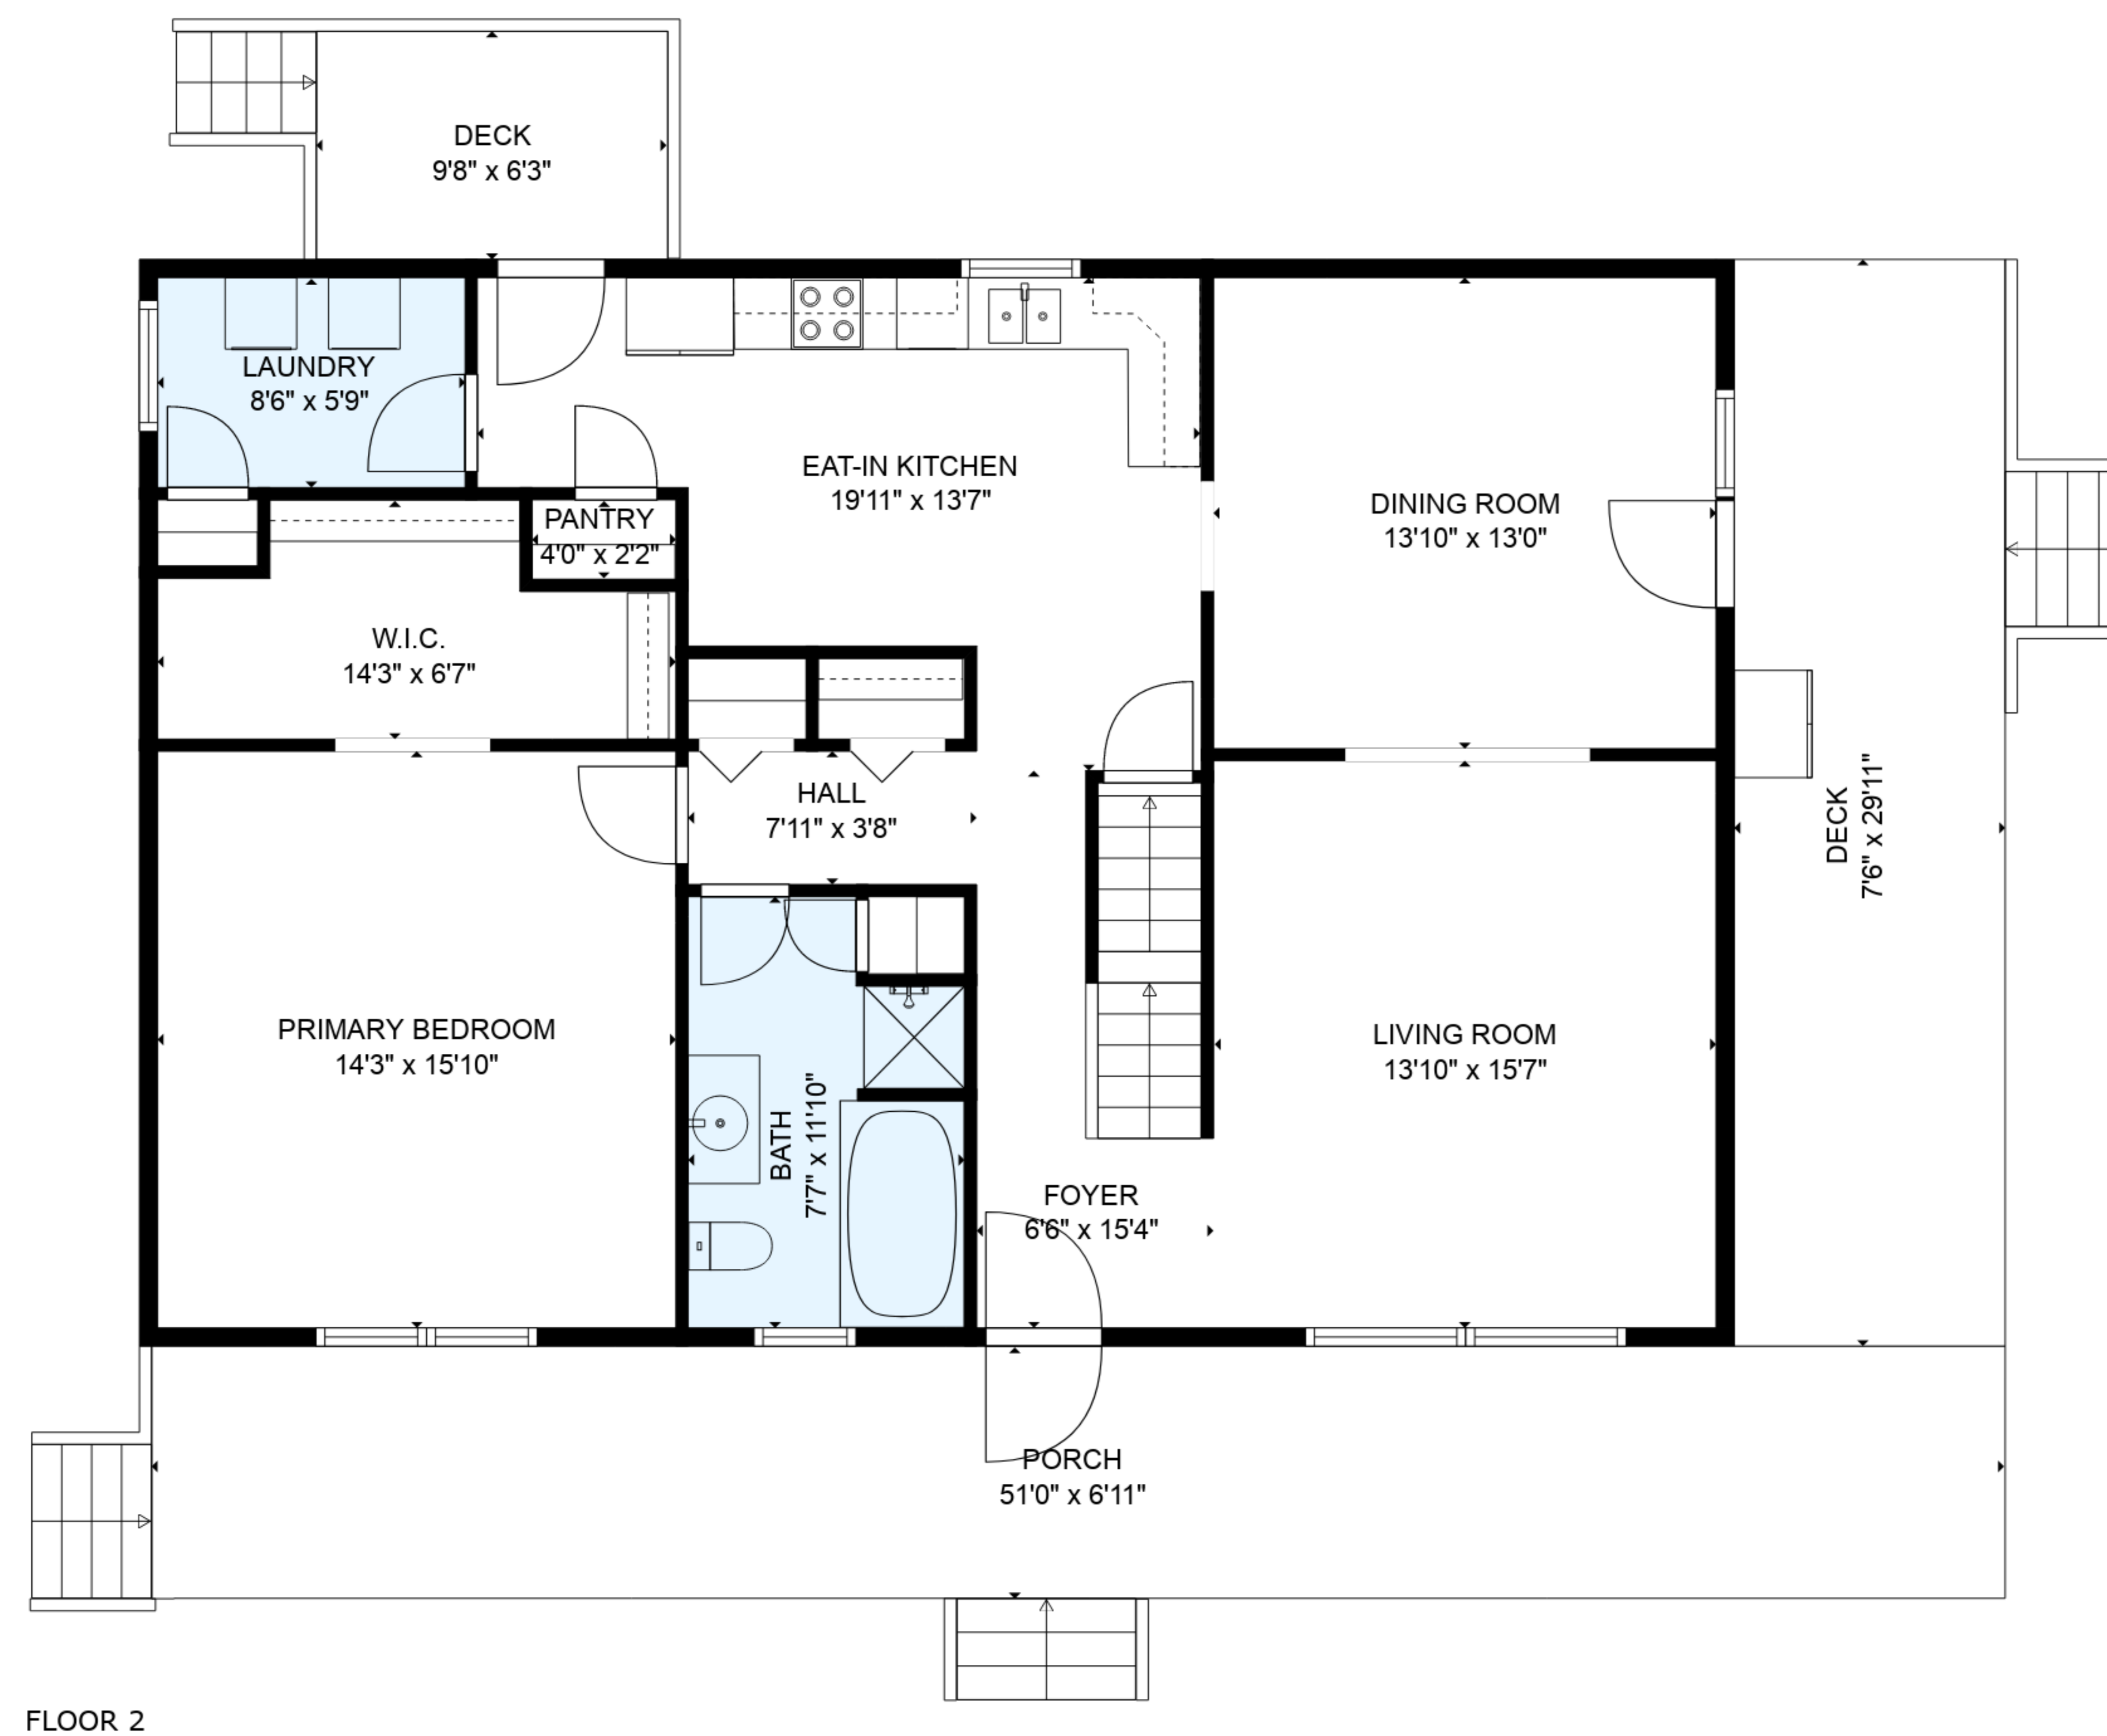 DECK
9'8" x 6'3"
LAUNDRY
8'6" x 5'9"
EAT-IN KITCHEN
19'11" x 13'7"
DINING ROOM
13'10" x 13'0"
PANTRY
4'0" x 2'2"
W.I.C.
14'3" x 6'7"
HALL
7'11" x 3'8"
DECK
7'6" x 29'11"
PRIMARY BEDROOM
14'3" x 15'10"
LIVING ROOM
13'10" x 15'7"
BATH
7'7" x 11'10"
FOYER
6'6" x 15'4"
PORCH
51'0" x 6'11"
FLOOR 2